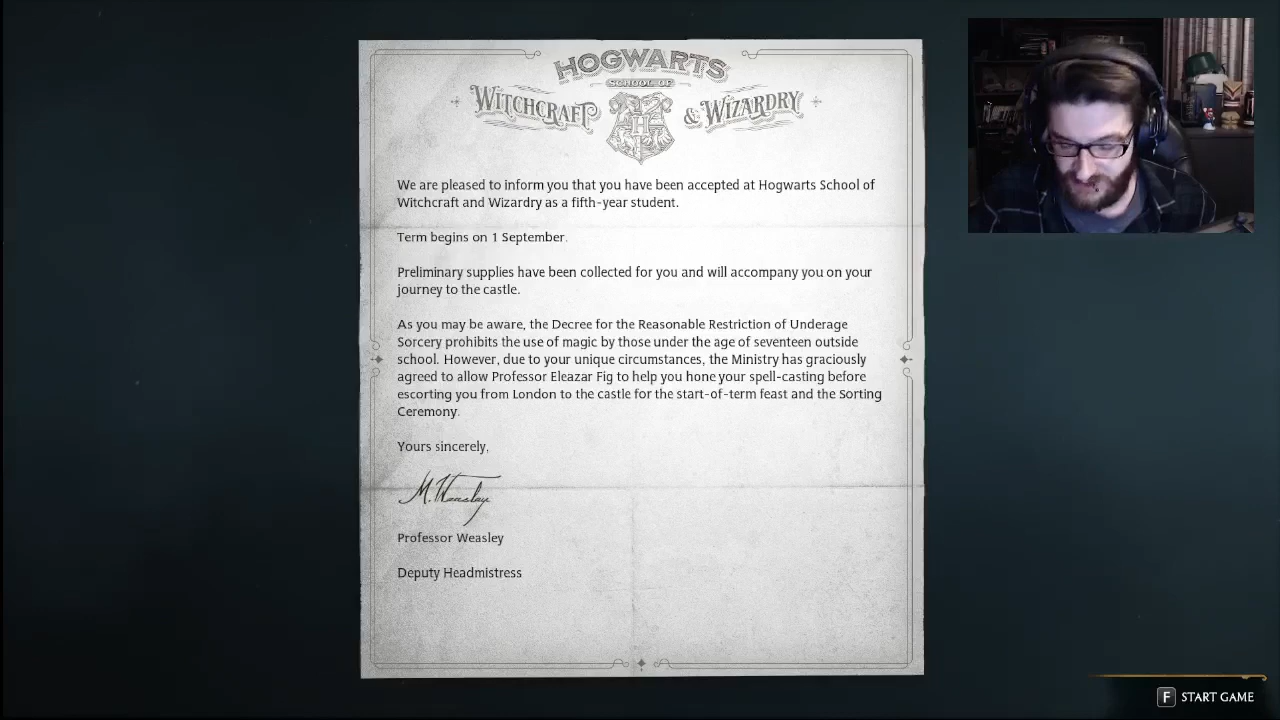 HOGWARTS
SCHOOL OF
WITCHCRAFT & WIZARDRY
H
We are pleased to inform you that you have been accepted at Hogwarts School of
Witchcraft and Wizardry as a fifth-year student.
Term begins on 1 September.
Preliminary supplies have been collected for you and will accompany you on your
journey to the castle.
As you may be aware, the Decree for the Reasonable Restriction of Underage
Sorcery prohibits the use of magic by those under the age of seventeen outside
school. However, due to your unique circumstances, the Ministry has graciously
agreed to allow Professor Eleazar Fig to help you hone your spell-casting before
escorting you from London to the castle for the start-of-term feast and the Sorting
Ceremony.
Yours sincerely,
M. Weasley
Professor Weasley
Deputy Headmistress
F START GAME